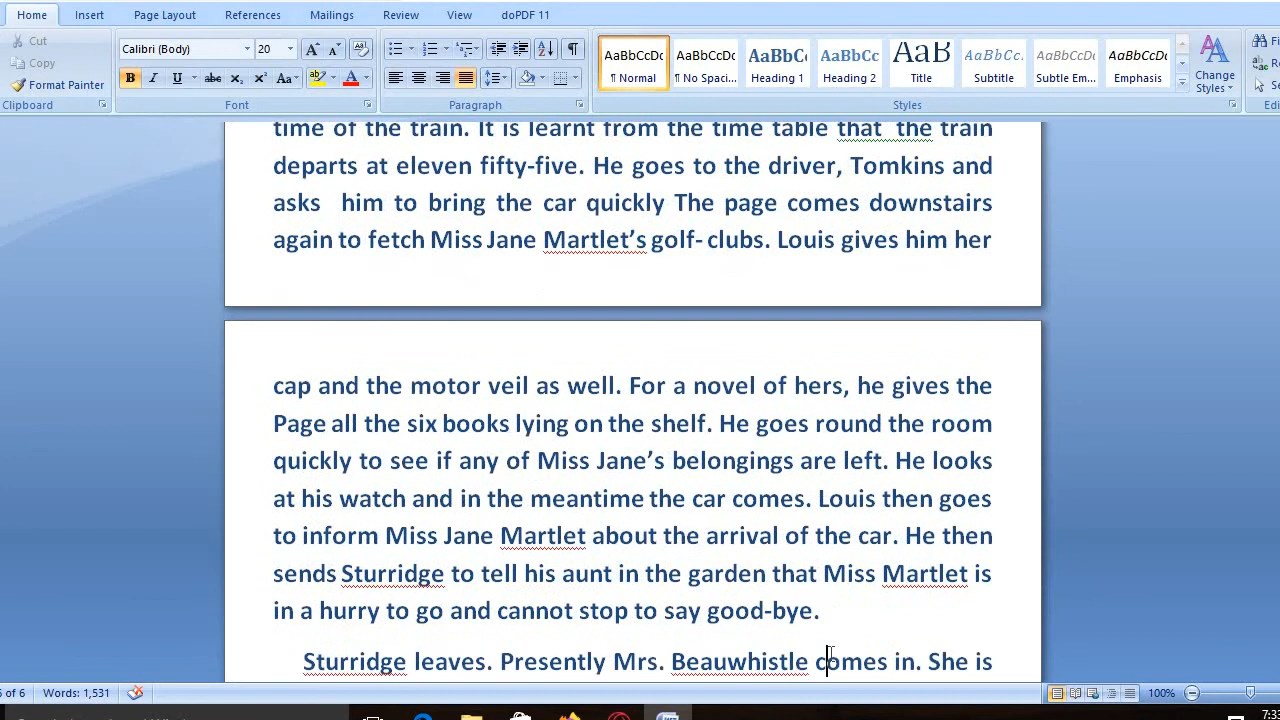 Home Insert Page Layout References Mailings Review View doPDF 11
Cut
Copy
Format Painter
Clipboard
Calibri (Body) 20
B I U abc X₂ X² Aa A
Font
Paragraph
AaBbCcDc AaBbCcDc AaBbC AaBbCc AaB AaBbCc. AaBbCcDc AaBbCcDc
¶ Normal ¶ No Spaci... Heading 1 Heading 2 Title Subtitle Subtle Em... Emphasis
Change Styles
Styles
time of the train. It is learnt from the time table that the train
departs at eleven fifty-five. He goes to the driver, Tomkins and
asks him to bring the car quickly The page comes downstairs
again to fetch Miss Jane Martlet’s golf- clubs. Louis gives him her
cap and the motor veil as well. For a novel of hers, he gives the
Page all the six books lying on the shelf. He goes round the room
quickly to see if any of Miss Jane’s belongings are left. He looks
at his watch and in the meantime the car comes. Louis then goes
to inform Miss Jane Martlet about the arrival of the car. He then
sends Sturridge to tell his aunt in the garden that Miss Martlet is
in a hurry to go and cannot stop to say good-bye.
Sturridge leaves. Presently Mrs. Beauwhistle comes in. She is
of 6 Words: 1,531 100%